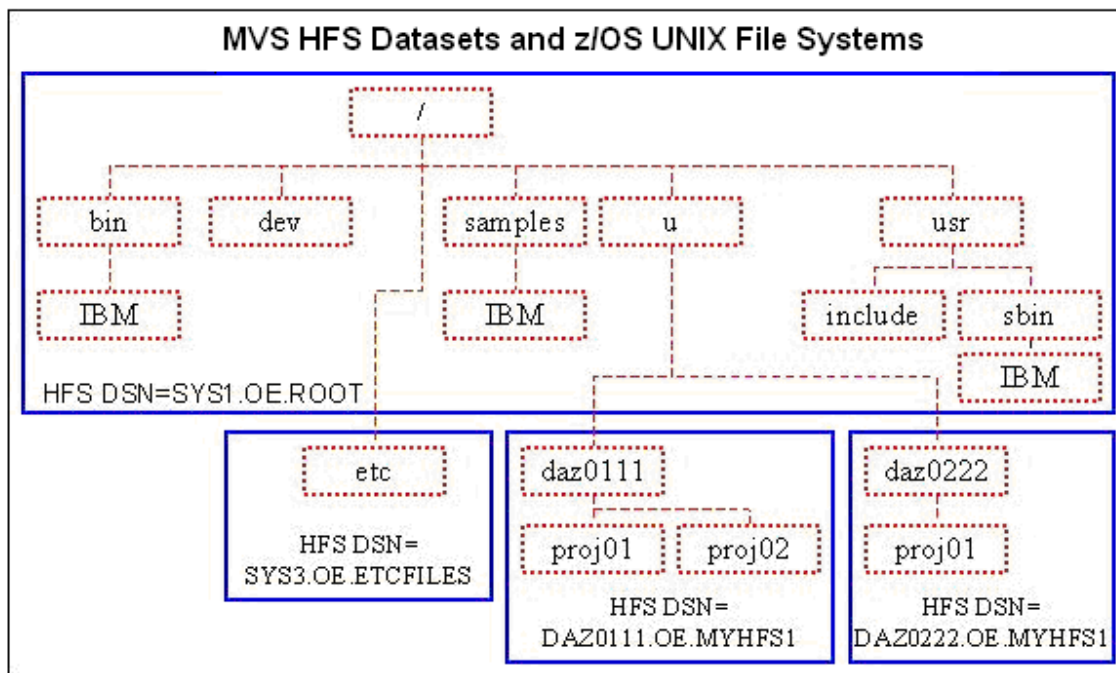 MVS HFS Datasets and z/OS UNIX File Systems
/
bin
dev
samples
u
usr
IBM
IBM
include
sbin
IBM
HFS DSN=SYS1.OE.ROOT
etc
HFS DSN=
SYS3.OE.ETCFILES
daz0111
proj01
proj02
HFS DSN=
DAZ0111.OE.MYHFS1
daz0222
proj01
HFS DSN=
DAZ0222.OE.MYHFS1